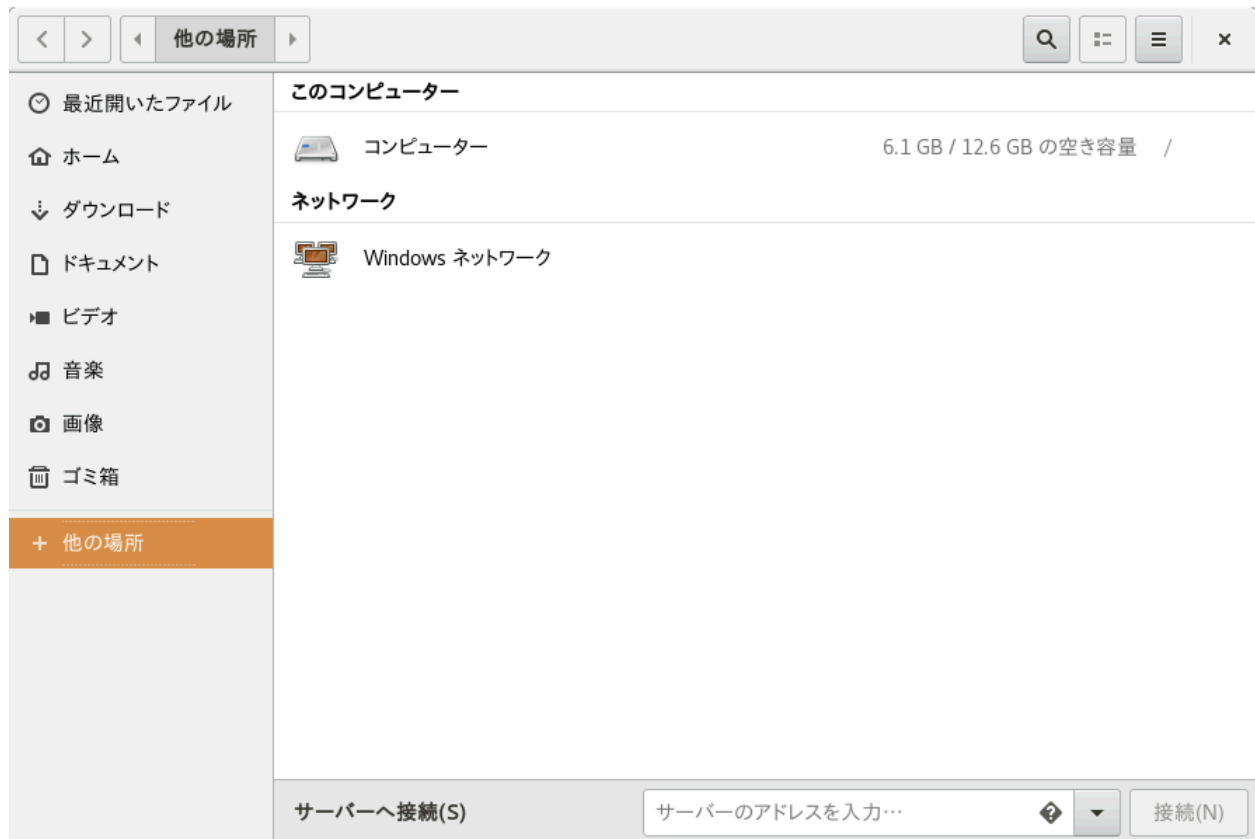 他の場所
最近開いたファイル
ホーム
ダウンロード
ドキュメント
ビデオ
音楽
画像
ゴミ箱
他の場所
このコンピューター
コンピューター 6.1 GB / 12.6 GB の空き容量 /
ネットワーク
Windows ネットワーク
サーバーへ接続(S) サーバーのアドレスを入力… 接続(N)